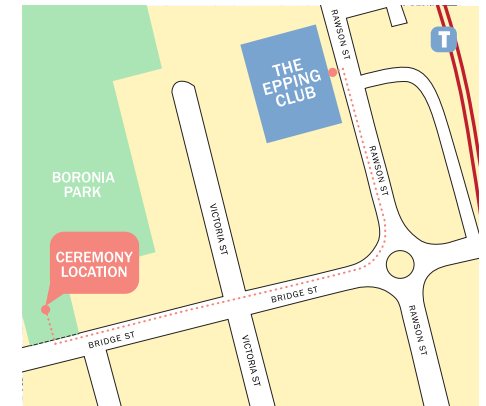 RAWSON ST
T
THE
EPPING
CLUB
RAWSON ST
BORONIA
PARK
VICTORIA ST
CEREMONY
LOCATION
BRIDGE ST
BRIDGE ST
RAWSON ST
VICTORIA ST